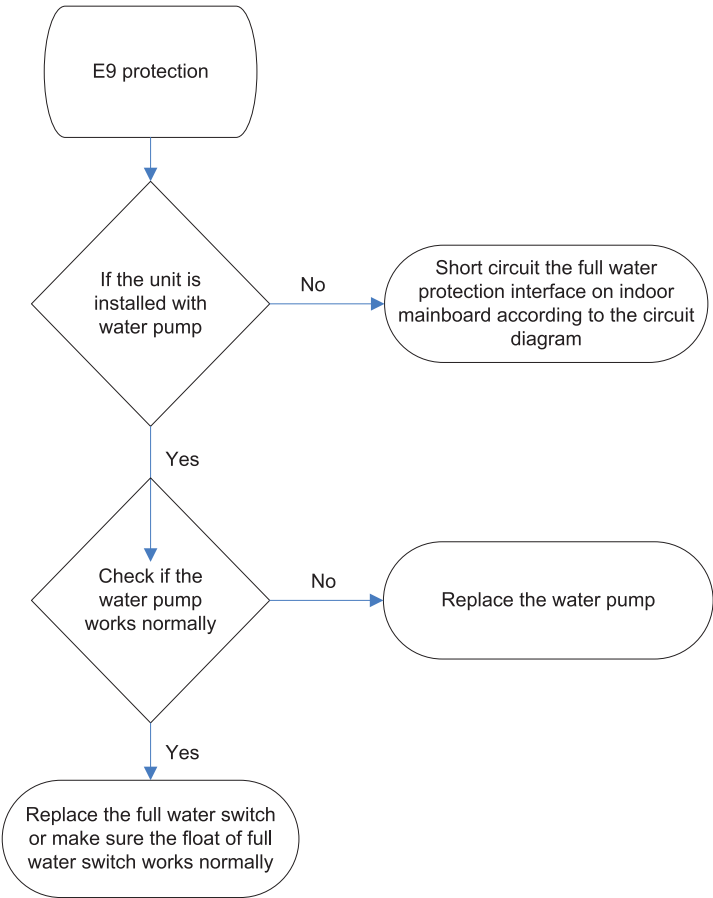 E9 protection
If the unit is
installed with
water pump
No
Short circuit the full water
protection interface on indoor
mainboard according to the circuit
diagram
Yes
Check if the
water pump
works normally
No
Replace the water pump
Yes
Replace the full water switch
or make sure the float of full
water switch works normally